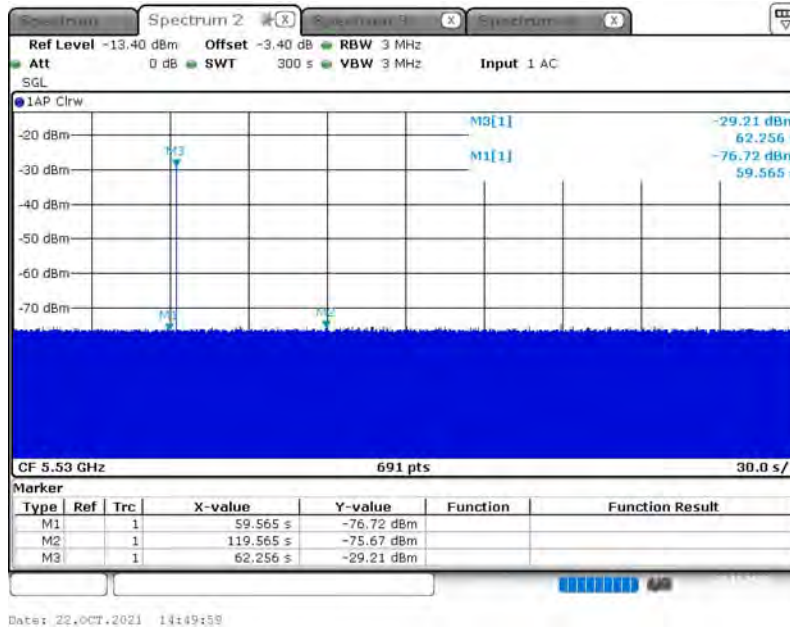 Spectrum 2 X X X
Ref Level -13.40 dBm Offset -3.40 dB RBW 3 MHz
Att 0 dB SWT 300 s VBW 3 MHz Input 1 AC
SGL
1AP Clrw
M3[1] -29.21 dBm
62.256 s
M1[1] -76.72 dBm
59.565 s
-20 dBm
M3
-30 dBm
-40 dBm
-50 dBm
-60 dBm
-70 dBm
M1 M2
CF 5.53 GHz 691 pts 30.0 s/
Marker
Type Ref Trc X-value Y-value Function Function Result
M1 1 59.565 s -76.72 dBm
M2 1 119.565 s -75.67 dBm
M3 1 62.256 s -29.21 dBm
Date: 22.OCT.2021 14:49:59